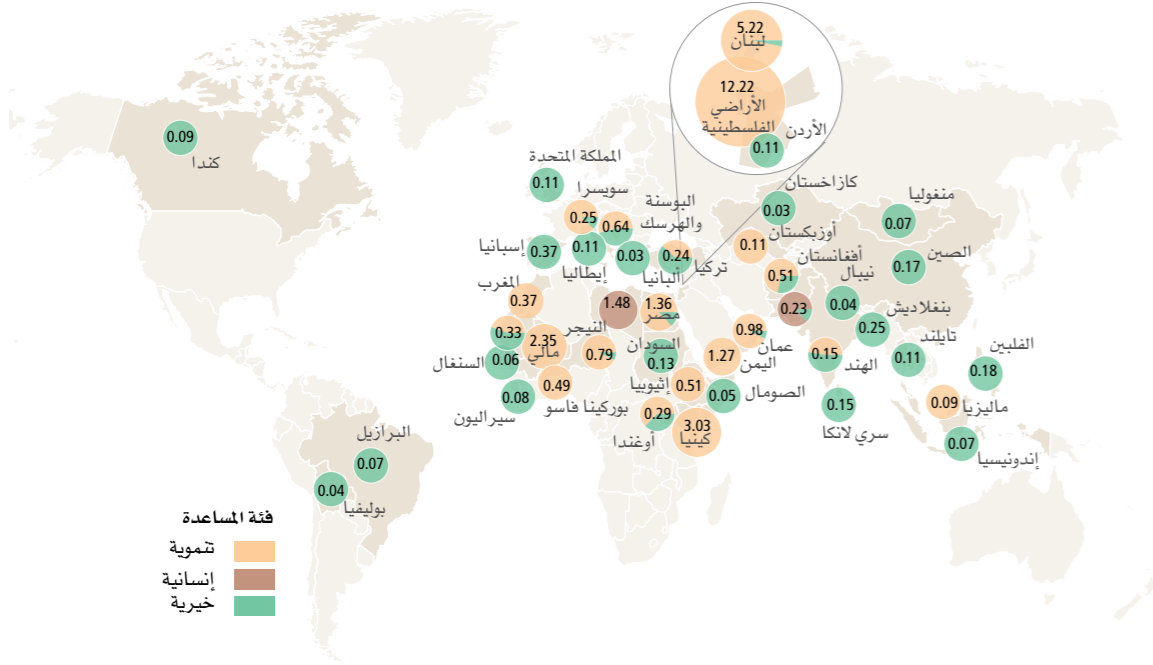 5.22
لبنان
12.22
الأراضي
الفلسطينية
الأردن
0.11
0.09
كندا
المملكة المتحدة
0.11
سويسرا
0.25
البوسنة
والهرسك
0.64
إسبانيا
0.37
0.11
إيطاليا
0.03
ألبانيا
0.24
تركيا
كازاخستان
0.03
أوزبكستان
0.11
منغوليا
0.07
أفغانستان
0.51
الصين
0.17
نيبال
0.04
0.23
بنغلاديش
0.25
المغرب
0.37
1.48
1.36
مصر
0.33
2.35
مالي
النيجر
0.79
السودان
0.13
0.98
عمان
1.27
اليمن
0.15
الهند
تايلند
0.11
الفلبين
0.18
السنغال
0.06
0.08
سيراليون
0.49
بوركينا فاسو
إثيوبيا
0.51
0.05
الصومال
0.29
أوغندا
3.03
كينيا
0.15
سري لانكا
0.09
ماليزيا
0.07
إندونيسيا
البرازيل
0.07
0.04
بوليفيا
فئة المساعدة
تنموية
إنسانية
خيرية